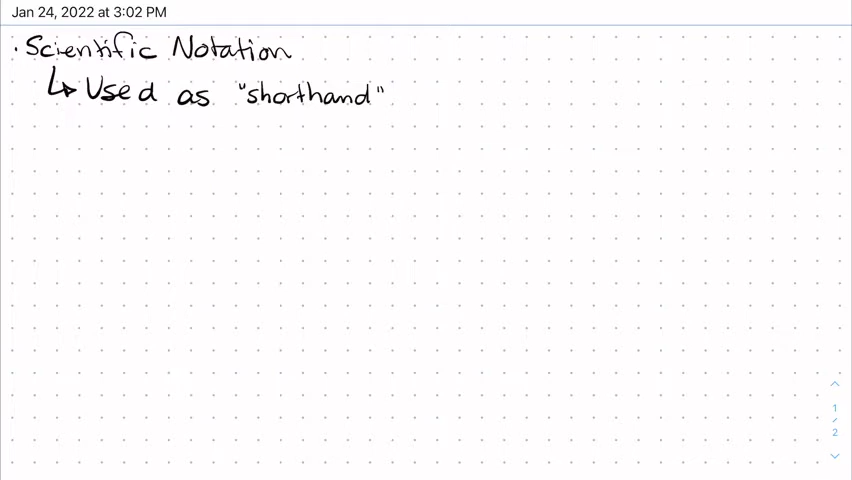 Jan 24, 2022 at 3:02 PM
· Scientific Notation
↳ Used as "shorthand"
1
/
2